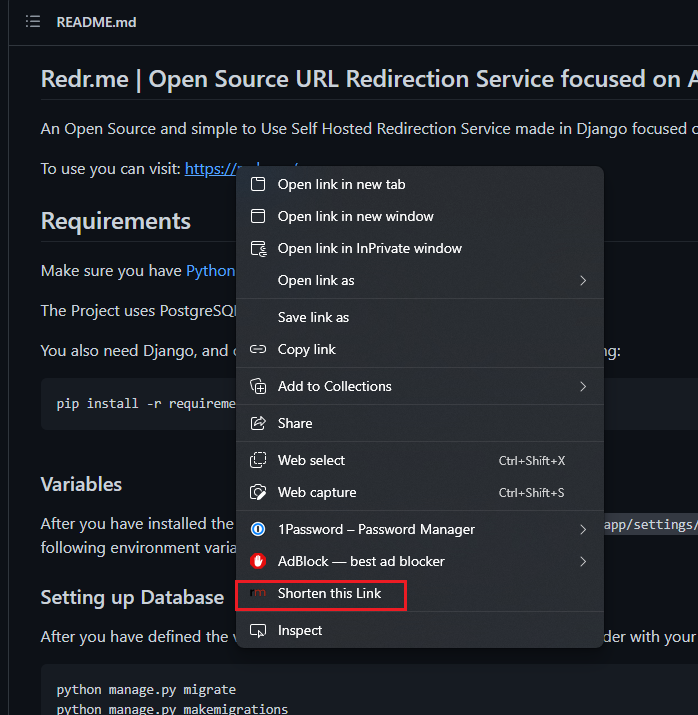 README.md
Redr.me | Open Source URL Redirection Service focused on
An Open Source and simple to Use Self Hosted Redirection Service made in Django focused
To use you can visit: https://
Open link in new tab
Requirements
Open link in new window
Open link in InPrivate window
Make sure you have Python
Open link as
The Project uses PostgreSQL
Save link as
You also need Django, and
Copy link
ng:
Add to Collections
pip install -r requireme
Share
Web select Ctrl+Shift+X
Variables
Web capture Ctrl+Shift+S
After you have installed the
app/settings/
1Password – Password Manager
following environment varia
AdBlock — best ad blocker
Setting up Database
rm Shorten this Link
After you have defined the
Inspect
der with your
python manage.py migrate
python manage.py makemigrations